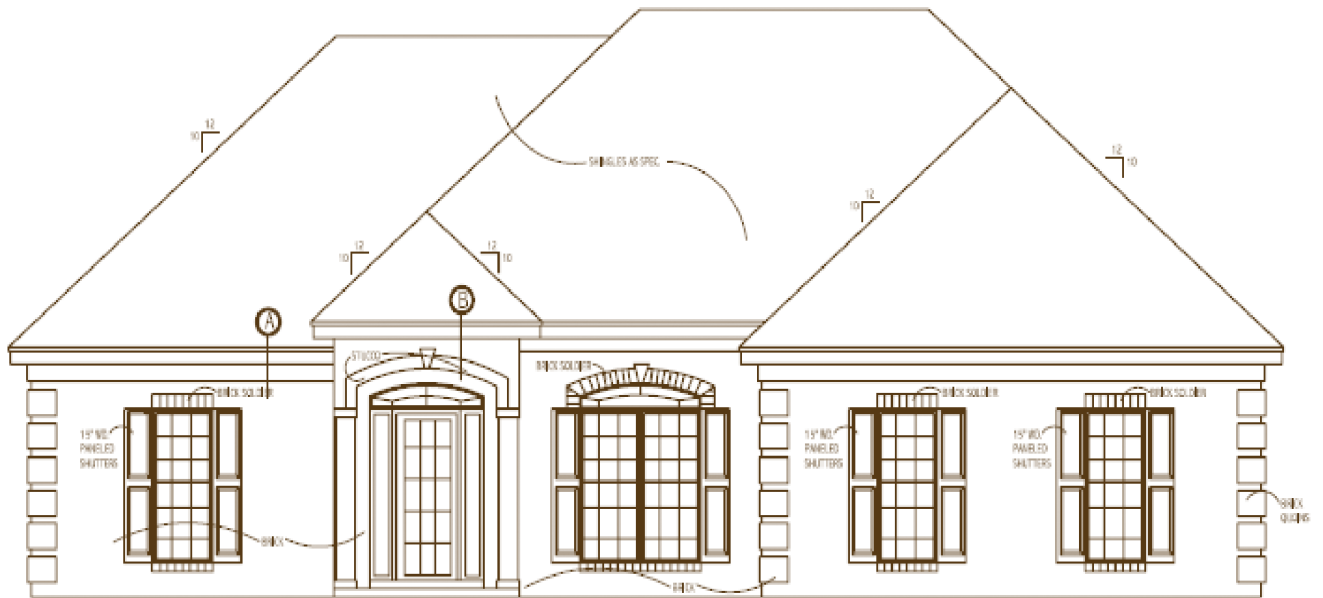 12
10
12
10
SHINGLES AS SPEC.
12
10
12
10
12
10
B
A
STUCCO
BRICK SOLDIER
BRICK SOLDIER
BRICK SOLDIER
BRICK SOLDIER
15" WD.
PANELED
SHUTTERS
15" WD.
PANELED
SHUTTERS
15" WD.
PANELED
SHUTTERS
BRICK
QUOINS
BRICK
BRICK